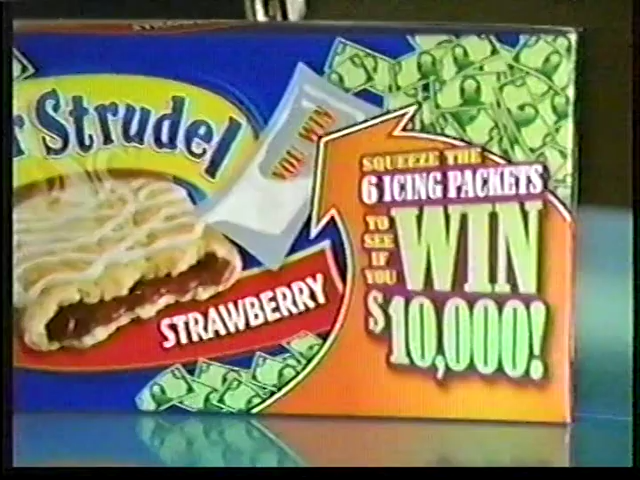 r Strudel
YOU WIN
STRAWBERRY
SQUEEZE THE
6 ICING PACKETS
TO
SEE
IF
YOU
WIN
$10,000!